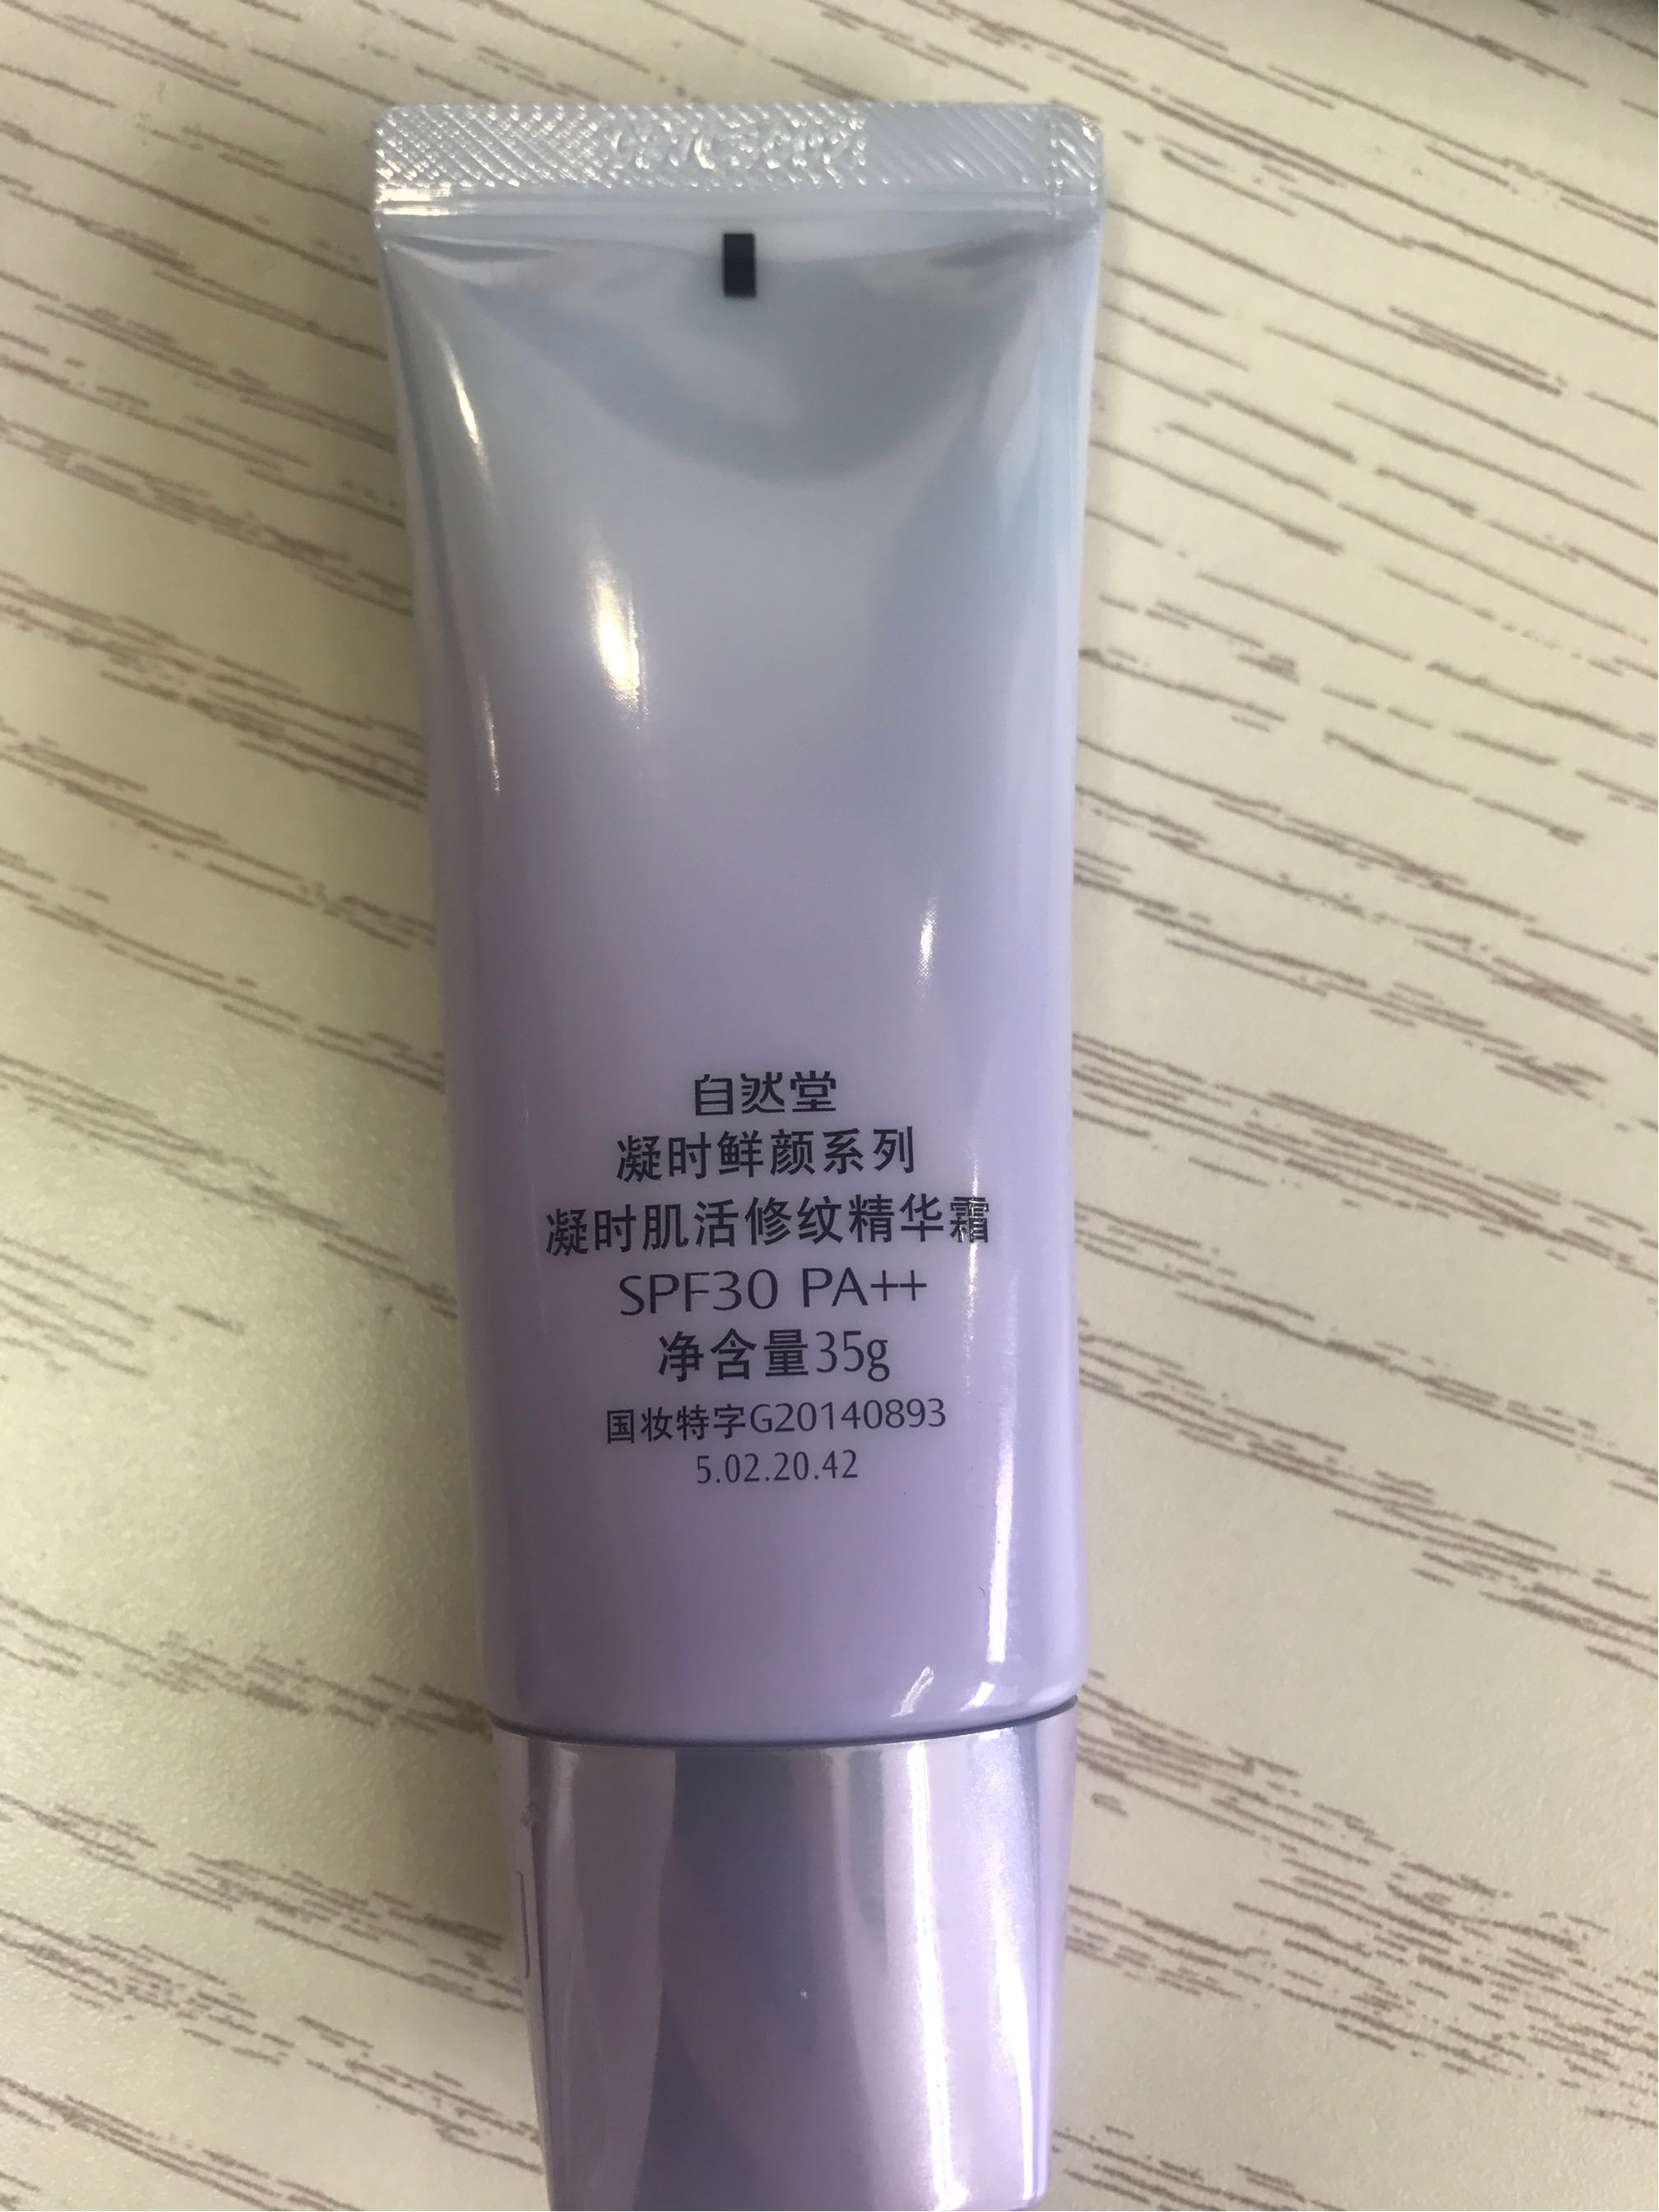 自然堂
凝时鲜颜系列
凝时肌活修纹精华霜
SPF30 PA++
净含量35g
国妆特字G20140893
5.02.20.42